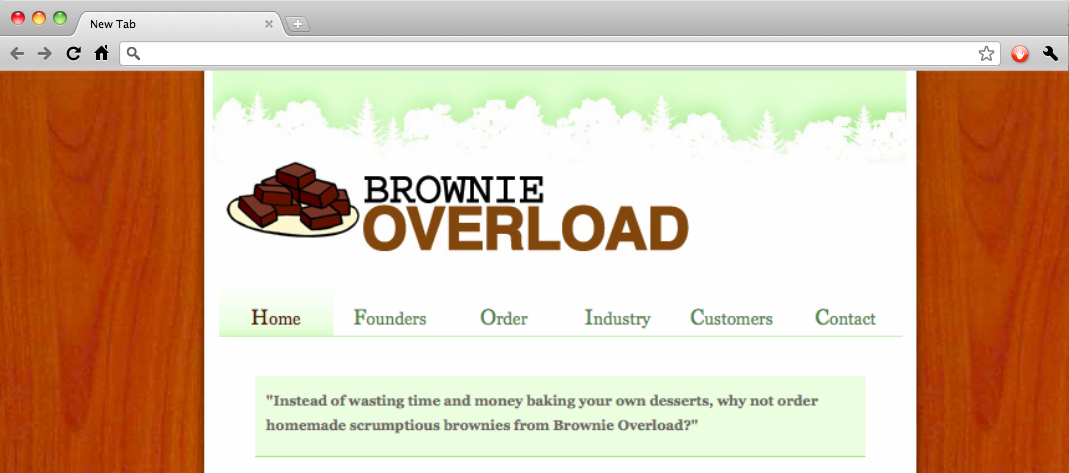 New Tab
BROWNIE
OVERLOAD
Home Founders Order Industry Customers Contact
"Instead of wasting time and money baking your own desserts, why not order
homemade scrumptious brownies from Brownie Overload?"